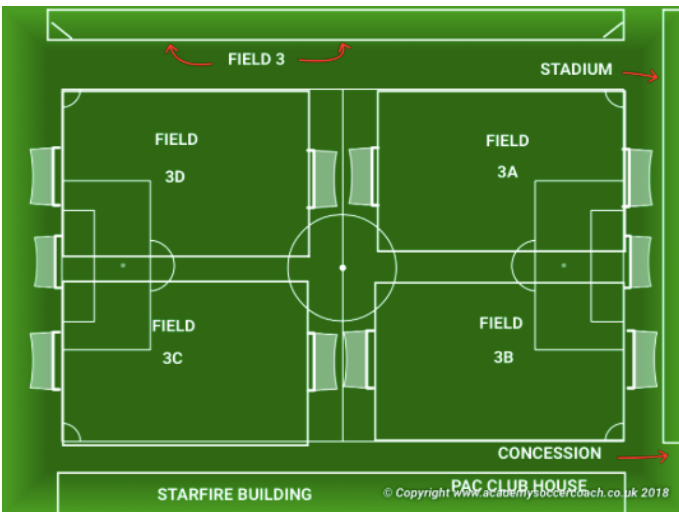 FIELD 3
STADIUM
FIELD
3D
FIELD
3A
FIELD
3C
FIELD
3B
CONCESSION
STARFIRE BUILDING
PAC CLUB HOUSE
© Copyright www.academysoccercoach.co.uk 2018